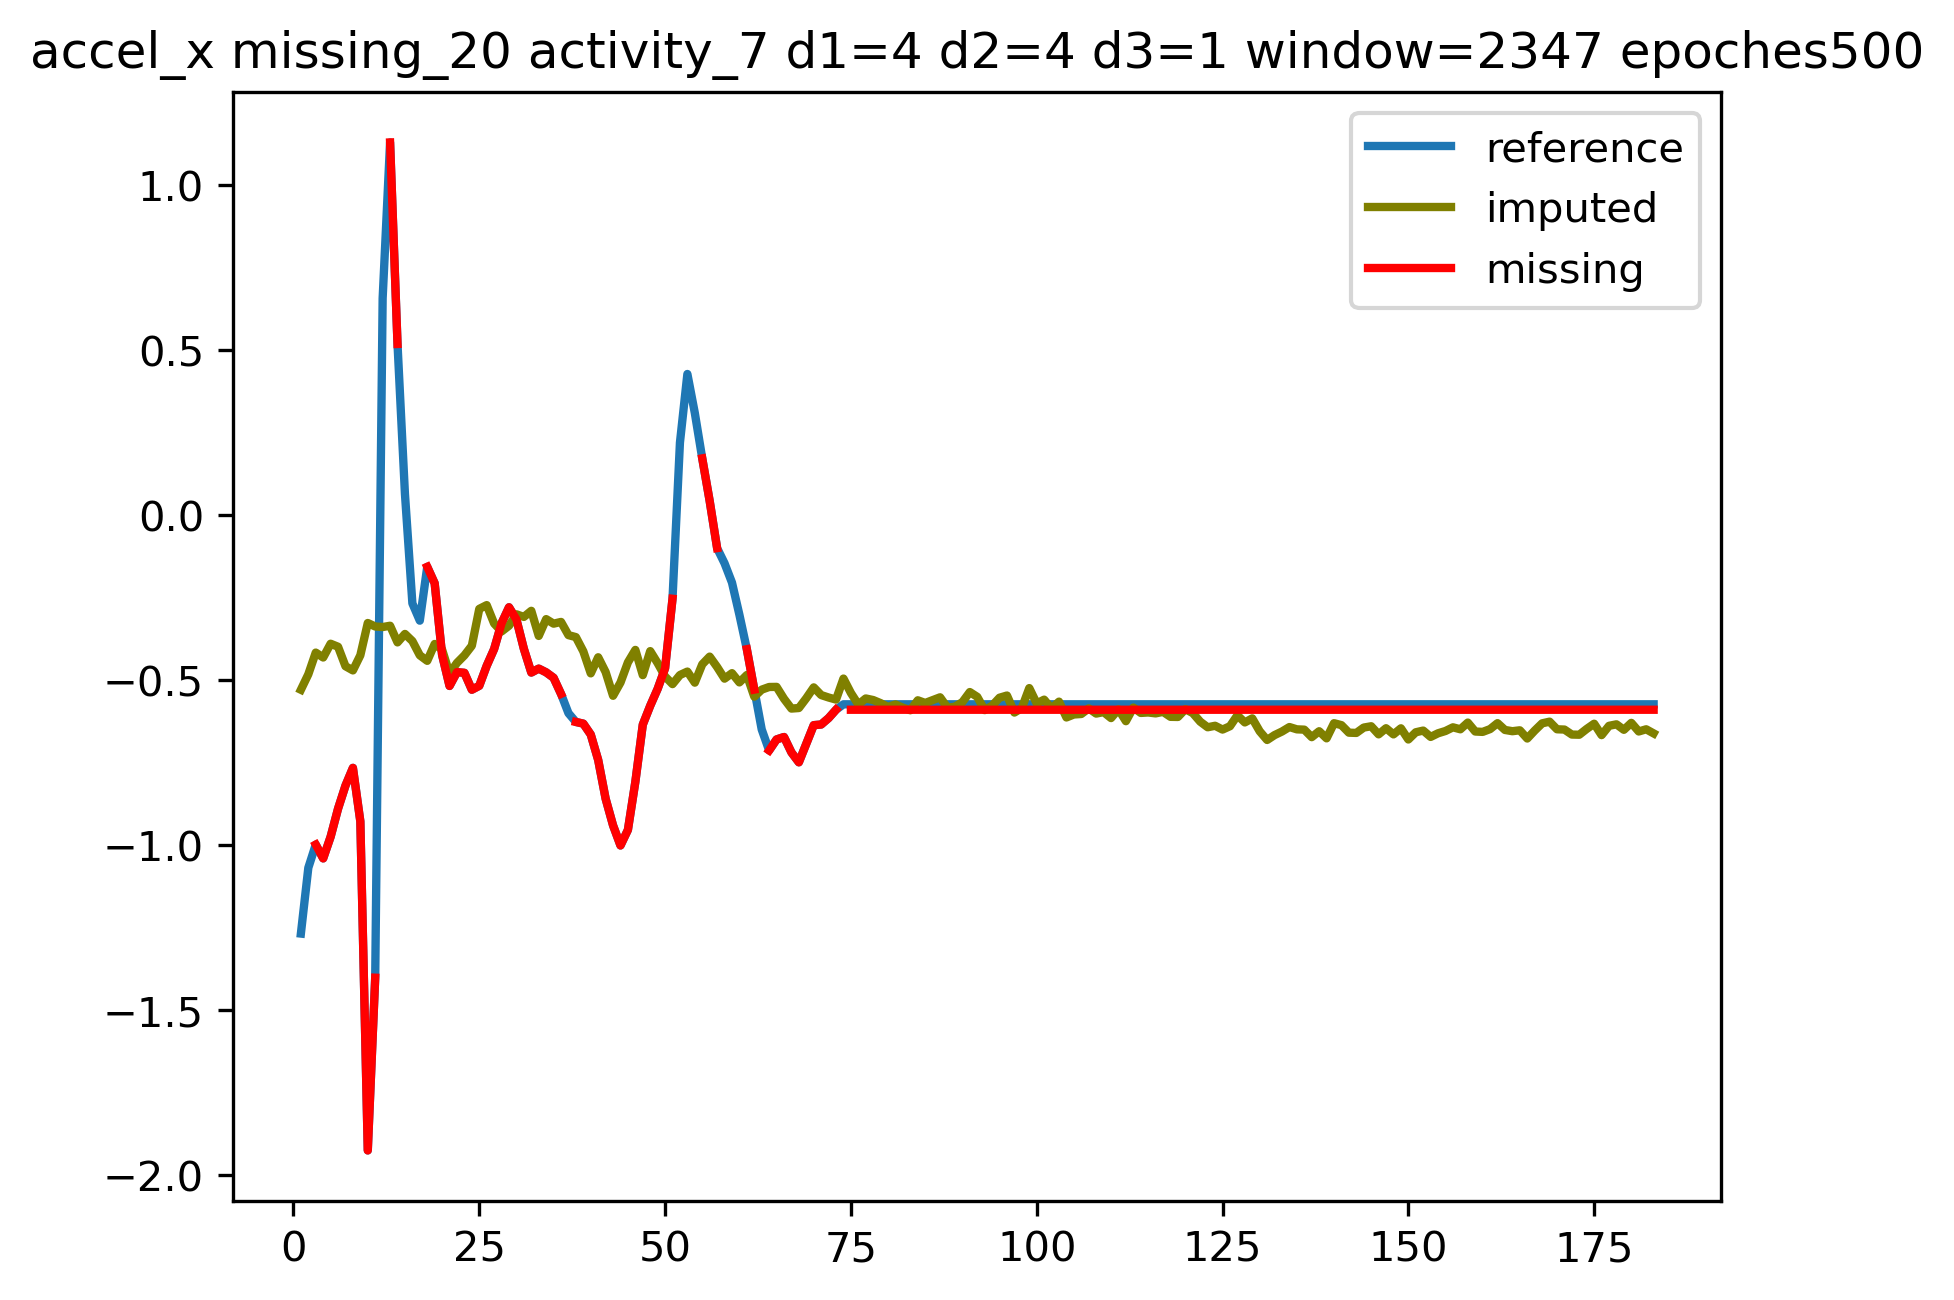 accel_x missing_20 activity_7 d1=4 d2=4 d3=1 window=2347 epoches500
reference
imputed
missing
1.0
0.5
0.0
−0.5
−1.0
−1.5
−2.0
0 25 50 75 100 125 150 175